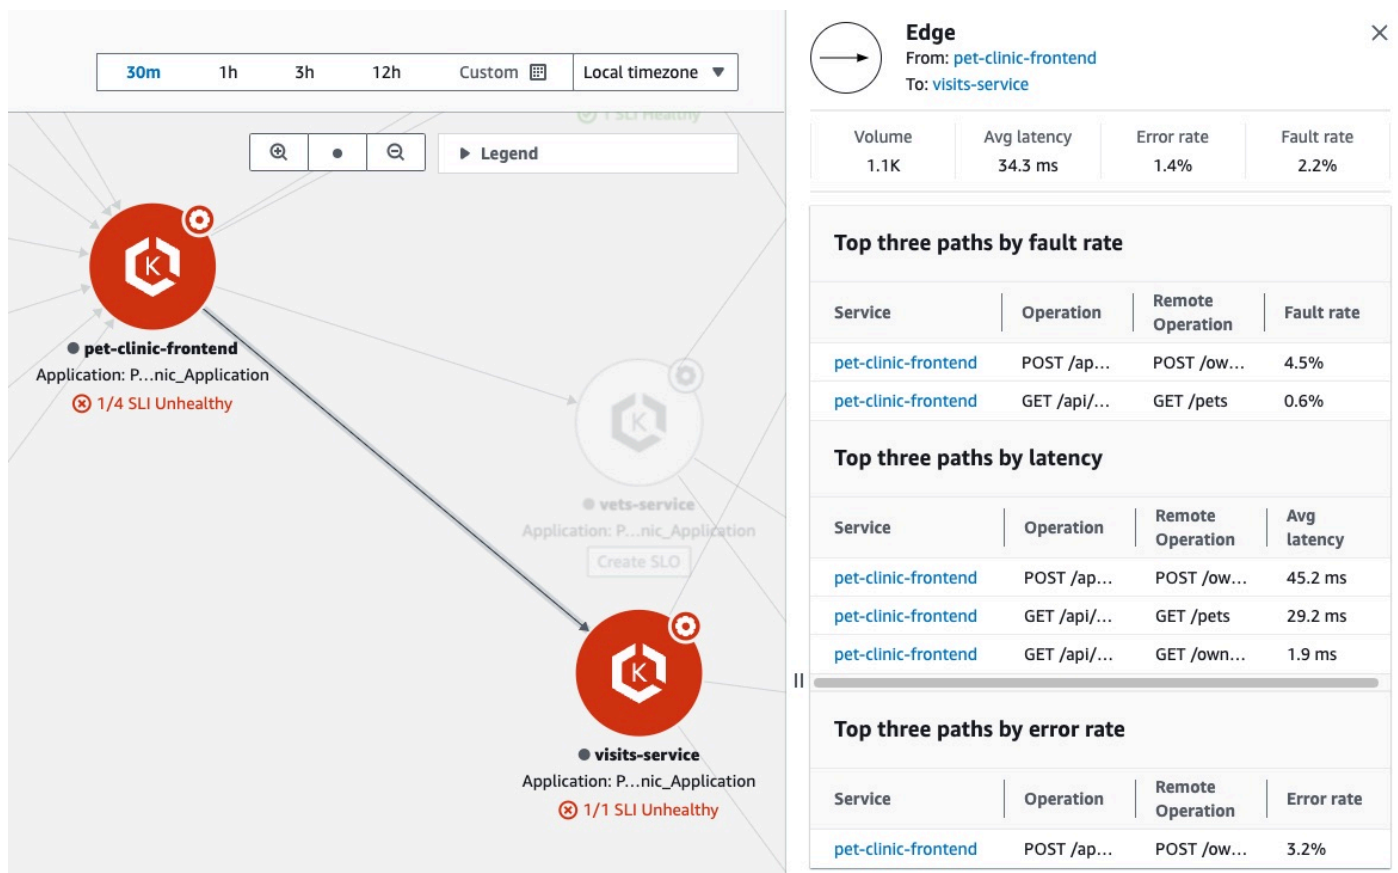 30m 1h 3h 12h Custom Local timezone
1 SLI Healthy
Legend
K
pet-clinic-frontend
Application: P...nic_Application
1/4 SLI Unhealthy
K
vets-service
Application: P...nic_Application
Create SLO
K
visits-service
Application: P...nic_Application
1/1 SLI Unhealthy
Edge
From: pet-clinic-frontend
To: visits-service
Volume Avg latency Error rate Fault rate
1.1K 34.3 ms 1.4% 2.2%
Top three paths by fault rate
Service Operation Remote Operation Fault rate
pet-clinic-frontend POST /ap... POST /ow... 4.5%
pet-clinic-frontend GET /api/... GET /pets 0.6%
Top three paths by latency
Service Operation Remote Operation Avg latency
pet-clinic-frontend POST /ap... POST /ow... 45.2 ms
pet-clinic-frontend GET /api/... GET /pets 29.2 ms
pet-clinic-frontend GET /api/... GET /own... 1.9 ms
Top three paths by error rate
Service Operation Remote Operation Error rate
pet-clinic-frontend POST /ap... POST /ow... 3.2%